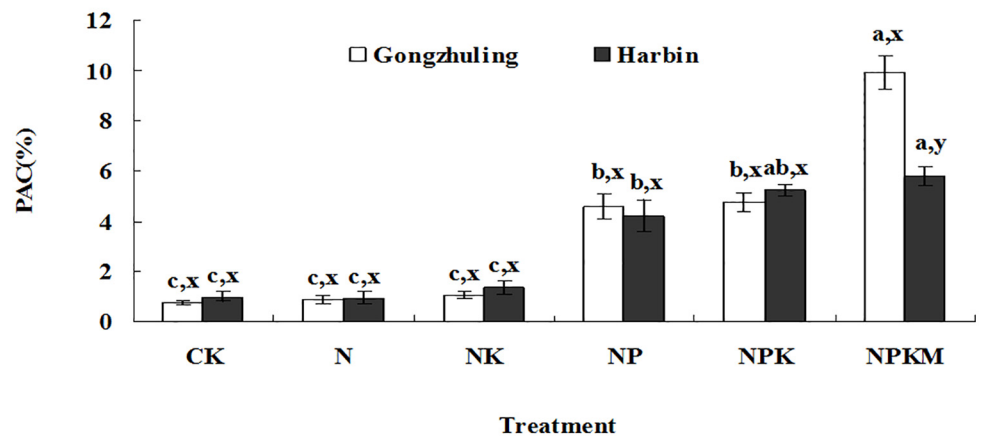 12
Gongzhuling Harbin
a,x
10
8
a,y
6
b,x b,x b,x ab,x
4
PAC(%)
2
c,x c,x c,x c,x c,x c,x
0
CK N NK NP NPK NPKM
Treatment